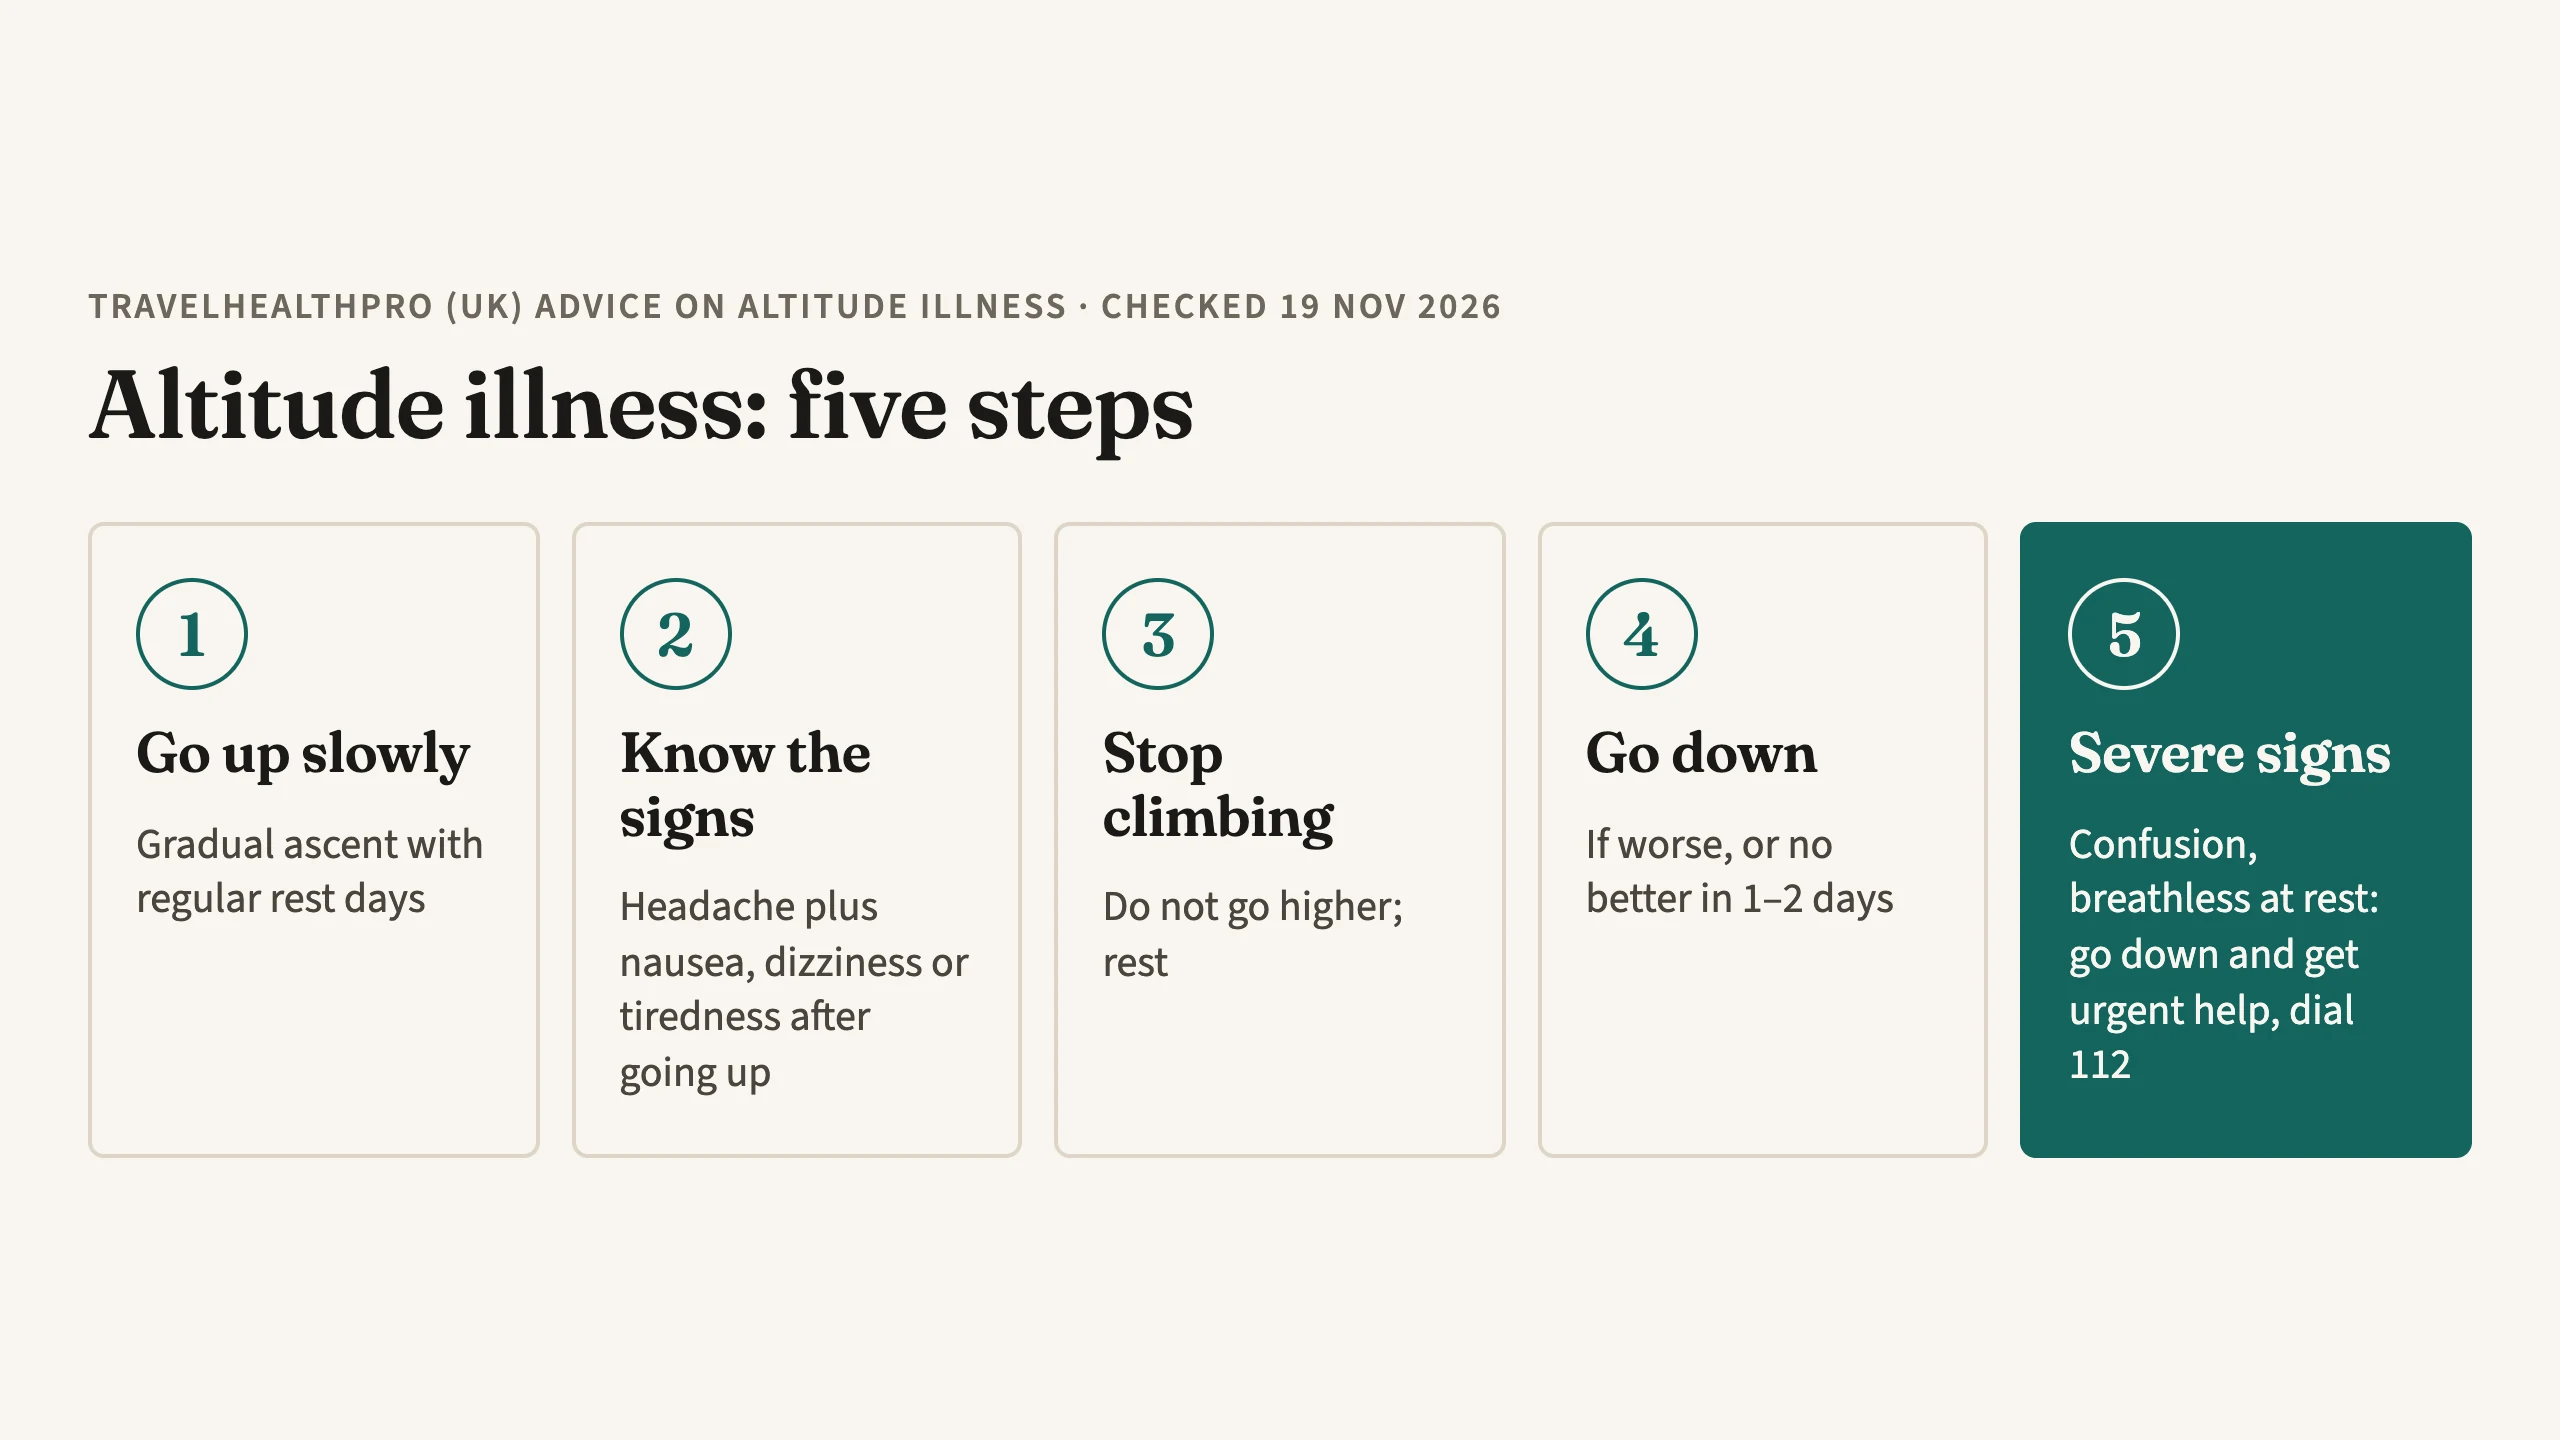 TRAVELHEALTHPRO (UK) ADVICE ON ALTITUDE ILLNESS · CHECKED 19 NOV 2026
Altitude illness: five steps
1
Go up slowly
Gradual ascent with
regular rest days
2
Know the
signs
Headache plus
nausea, dizziness or
tiredness after
going up
3
Stop
climbing
Do not go higher;
rest
4
Go down
If worse, or no
better in 1–2 days
5
Severe signs
Confusion,
breathless at rest:
go down and get
urgent help, dial
112